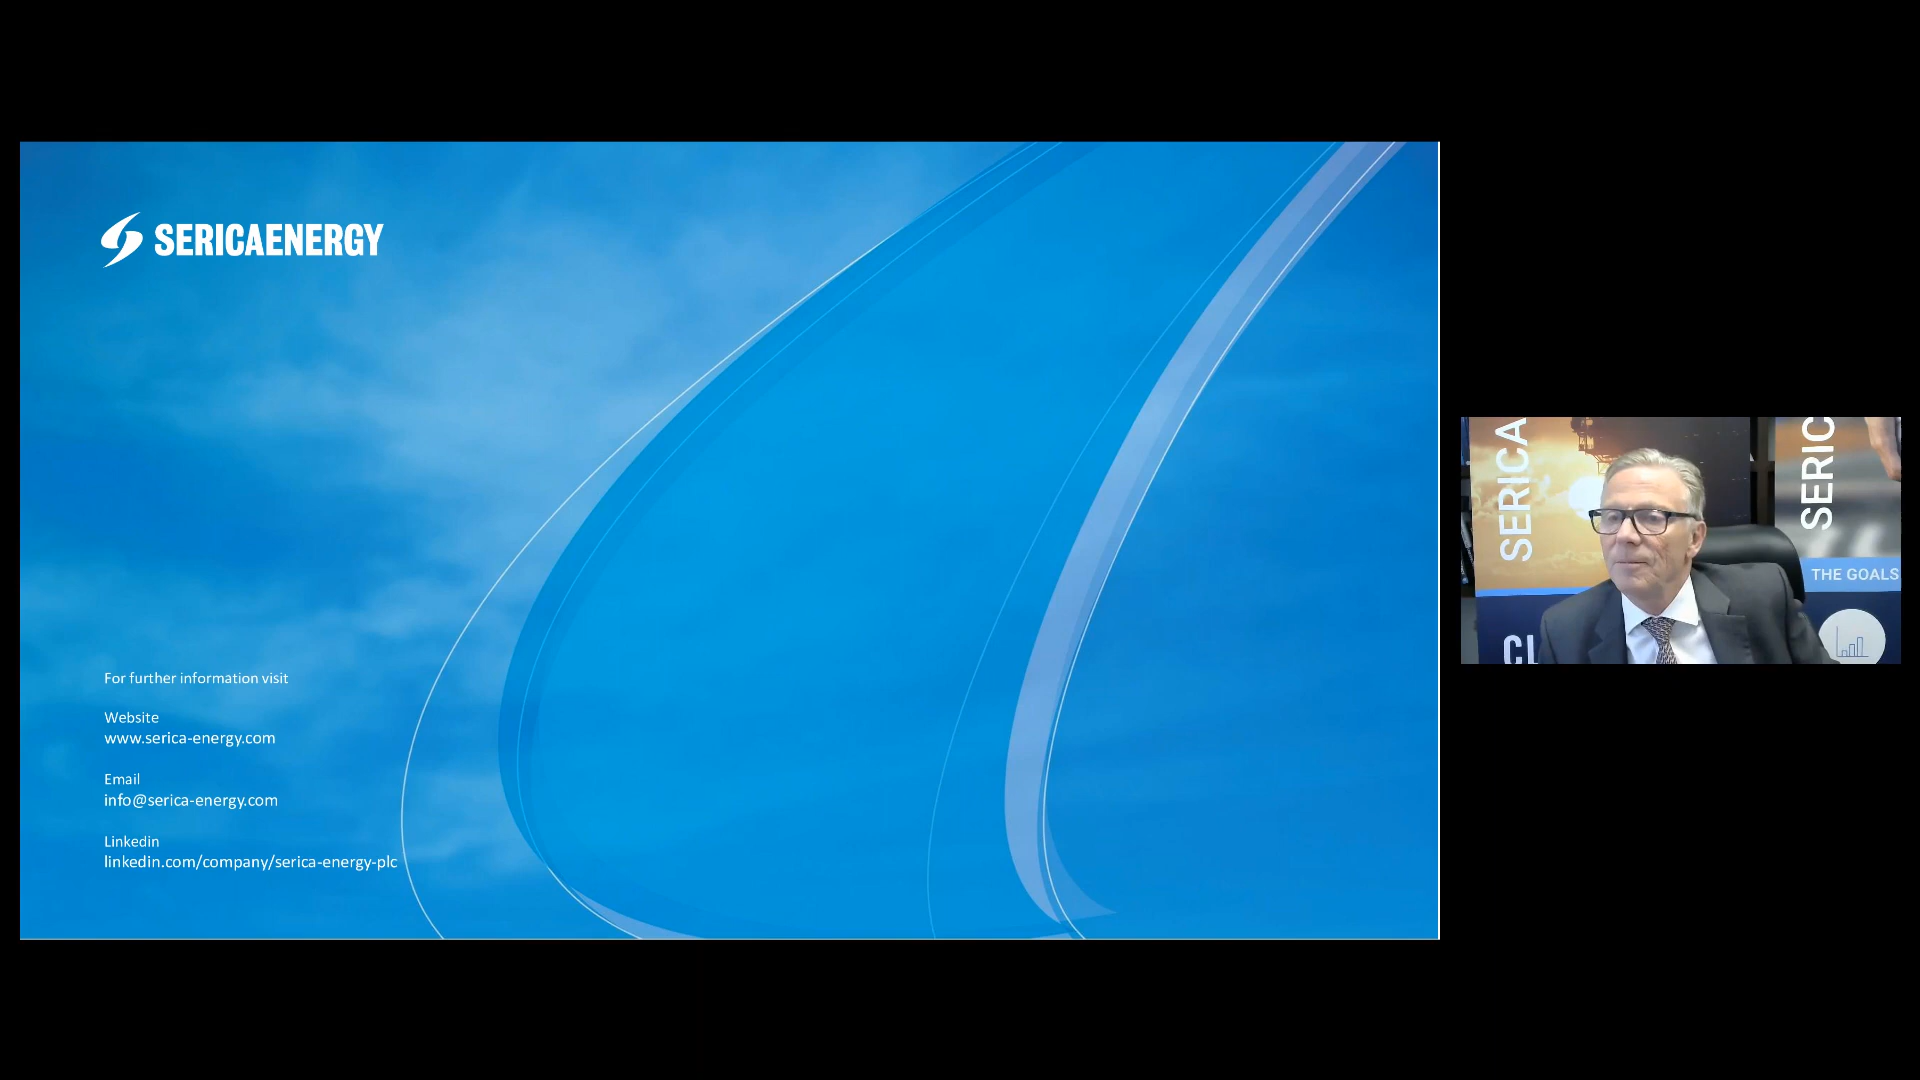 SERICAENERGY
For further information visit
Website
www.serica-energy.com
Email
info@serica-energy.com
Linkedin
linkedin.com/company/serica-energy-plc
SERICA
SERIC
THE GOALS